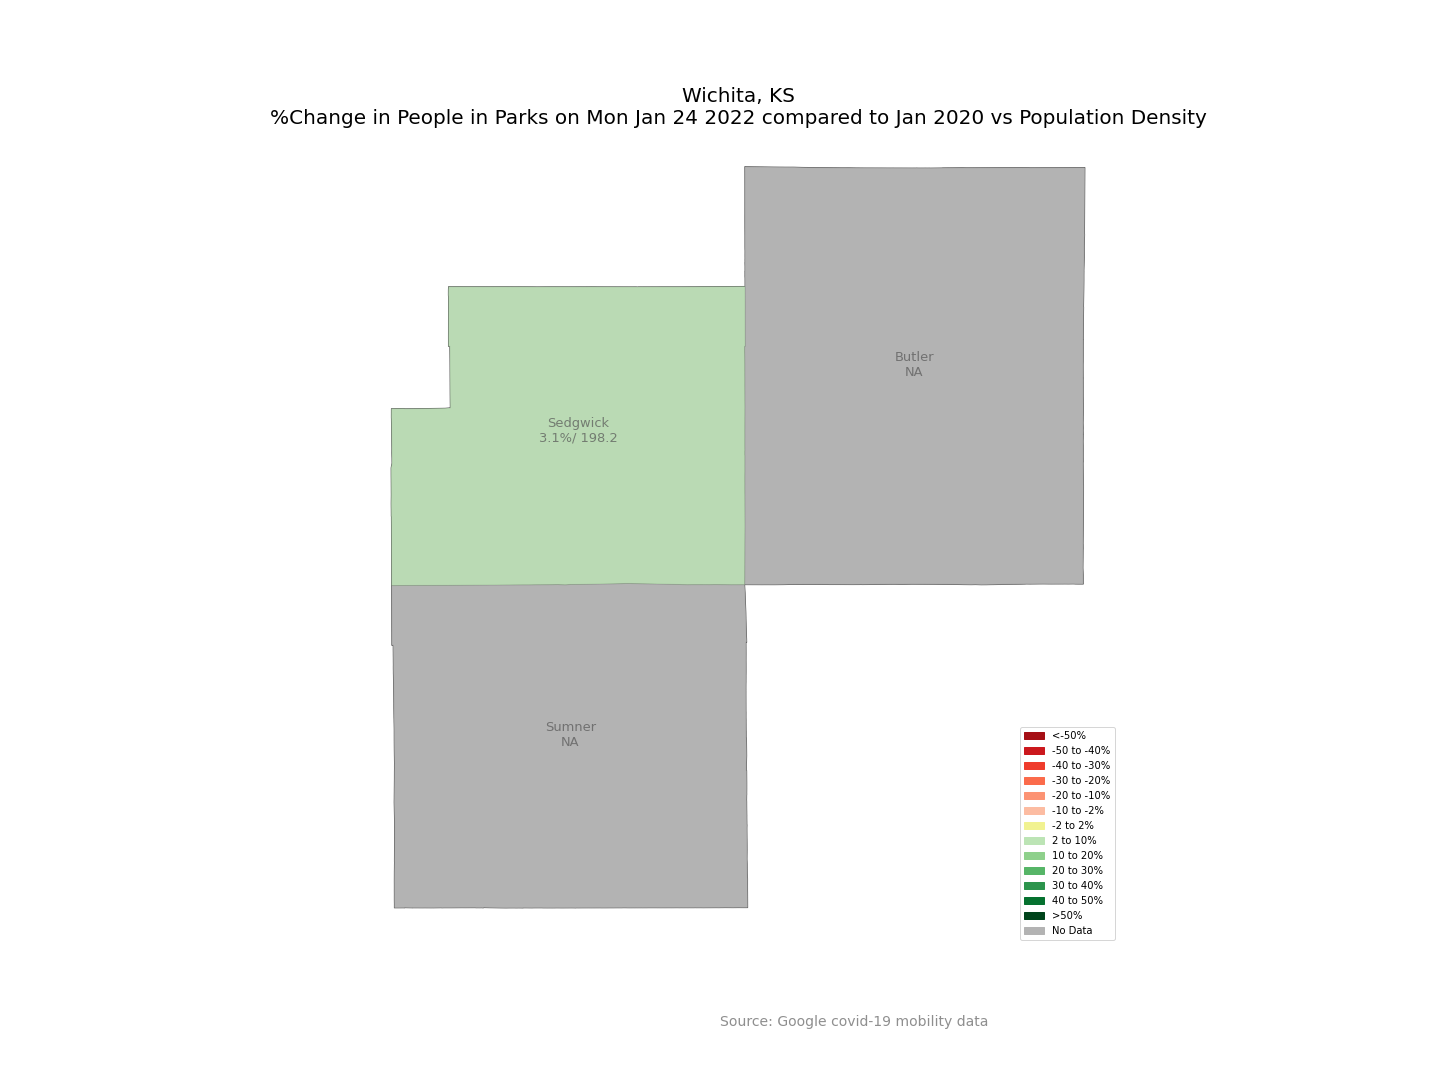 Wichita, KS
%Change in People in Parks on Mon Jan 24 2022 compared to Jan 2020 vs Population Density
Butler
NA
Sedgwick
3.1%/ 198.2
Sumner
NA
<-50%
-50 to -40%
-40 to -30%
-30 to -20%
-20 to -10%
-10 to -2%
-2 to 2%
2 to 10%
10 to 20%
20 to 30%
30 to 40%
40 to 50%
>50%
No Data
Source: Google covid-19 mobility data